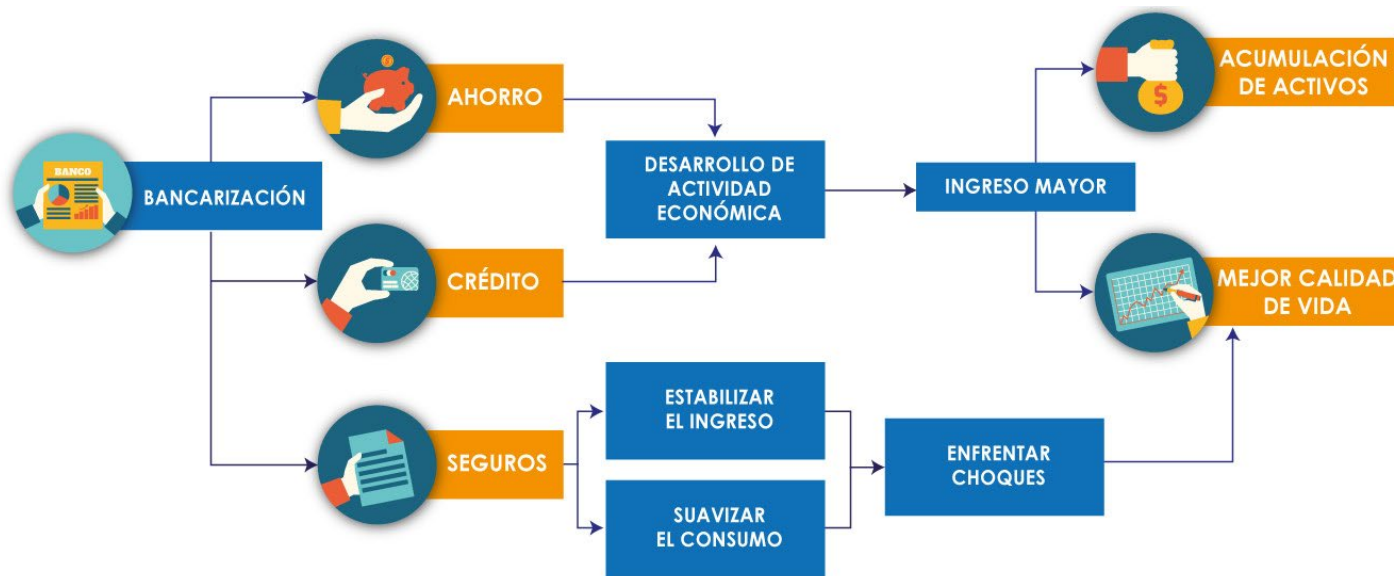 BANCO
BANCARIZACIÓN
AHORRO
CRÉDITO
SEGUROS
DESARROLLO DE
ACTIVIDAD
ECONÓMICA
ESTABILIZAR
EL INGRESO
SUAVIZAR
EL CONSUMO
INGRESO MAYOR
ENFRENTAR
CHOQUES
$
ACUMULACIÓN
DE ACTIVOS
MEJOR CALIDAD
DE VIDA